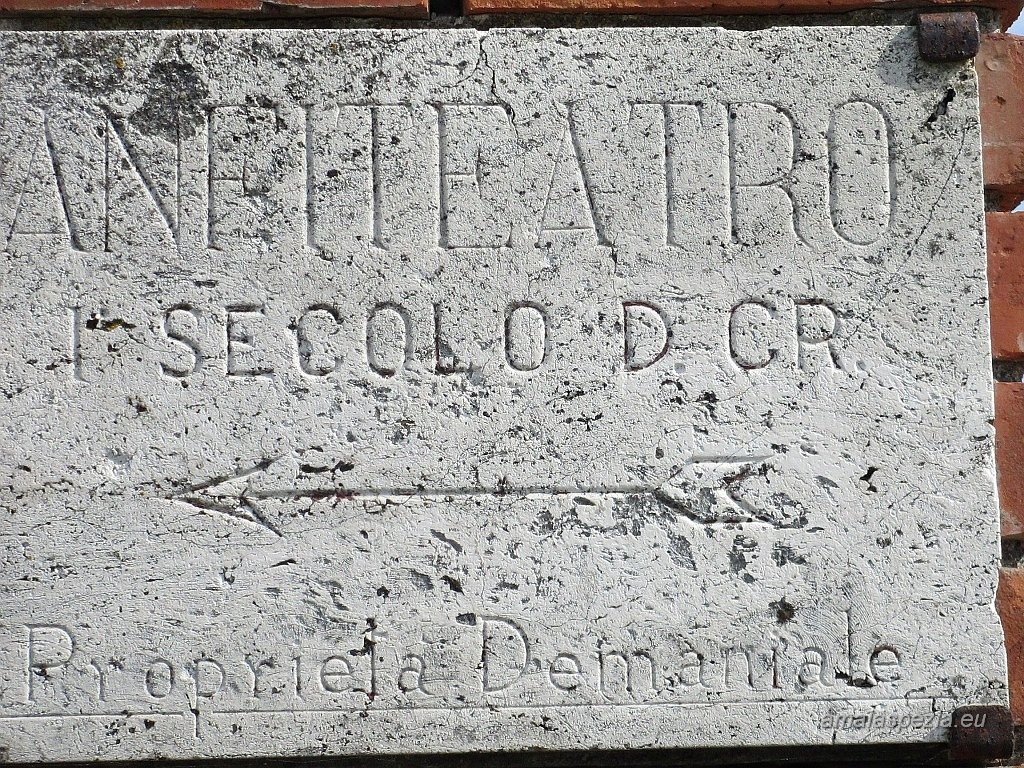 ANFITEATRO
I SECOLO D. CR.
Proprietà Demaniale
amalaspezia.eu